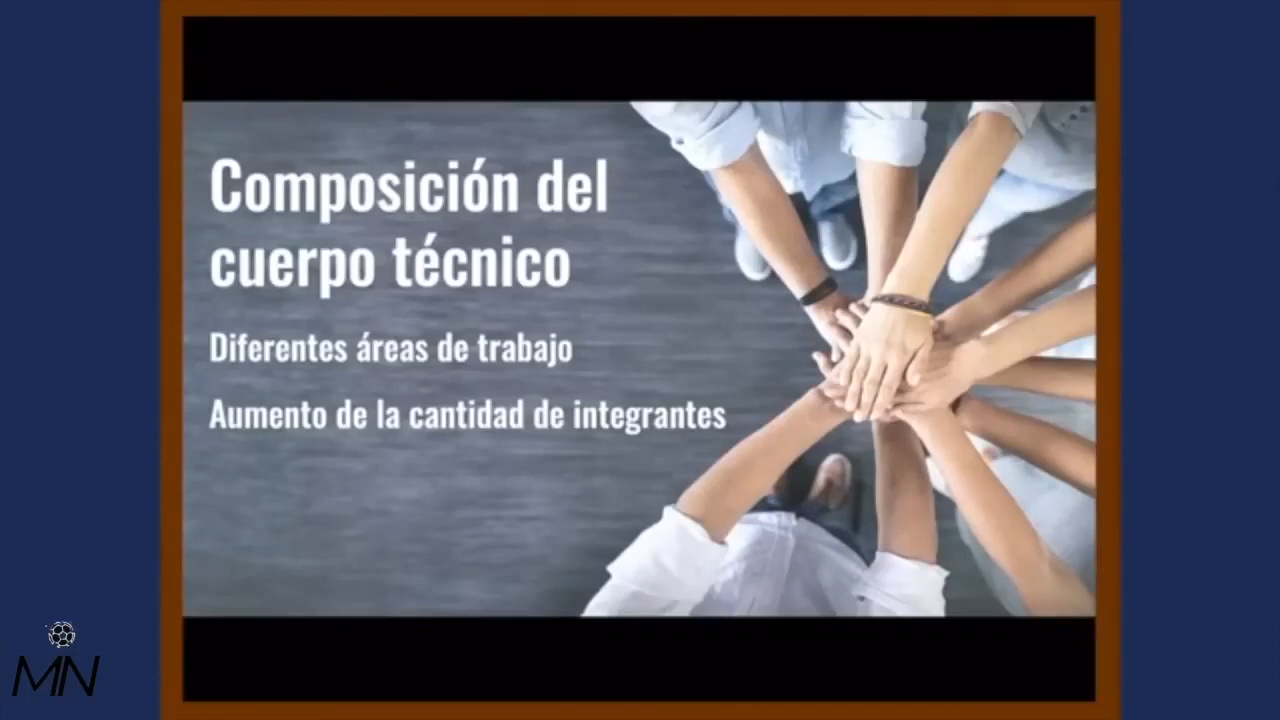 Composición del
cuerpo técnico
Diferentes áreas de trabajo
Aumento de la cantidad de integrantes
MN